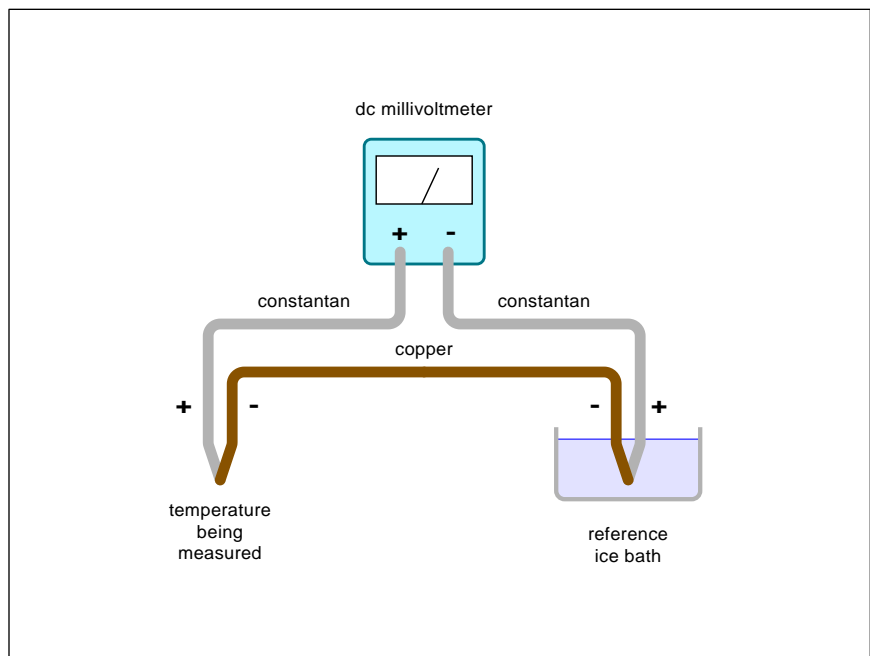 dc millivoltmeter
+ -
constantan constantan
copper
+ - - +
temperature
being
measured
reference
ice bath